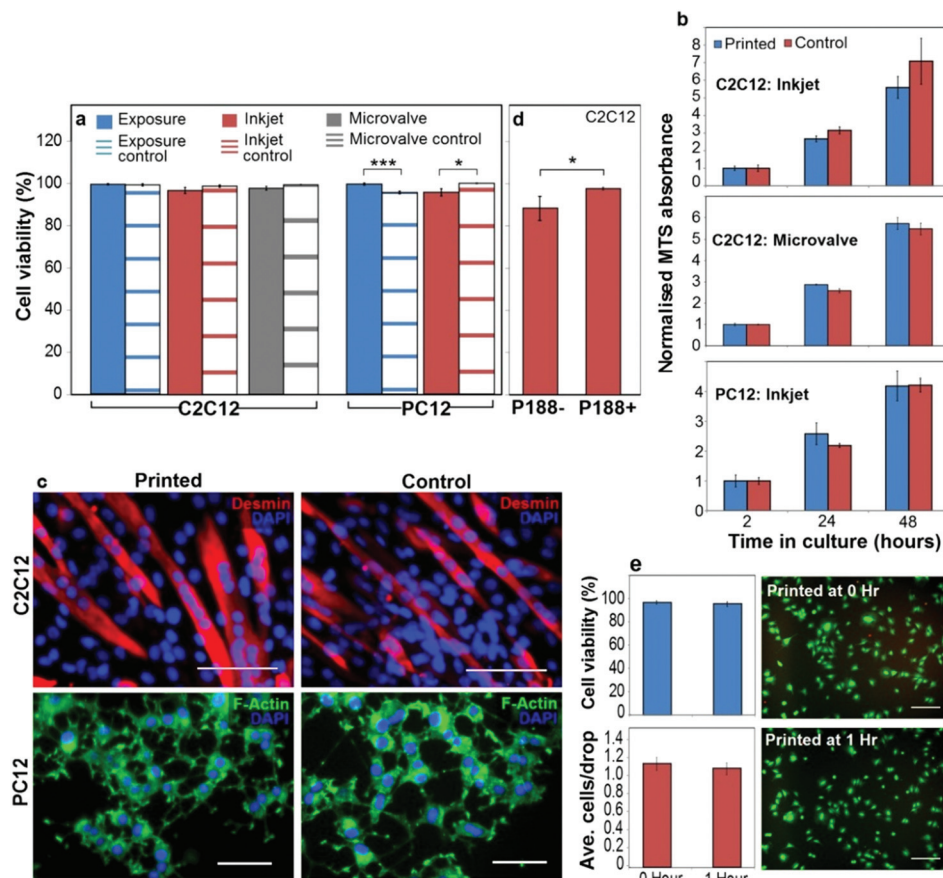 a
Exposure
Inkjet
Microvalve
Exposure control
Inkjet control
Microvalve control
Cell viability (%)
120
100
80
60
40
20
0
***
*
C2C12
PC12
d
C2C12
*
P188-
P188+
b
Printed
Control
Normalised MTS absorbance
C2C12: Inkjet
8
7
6
5
4
3
2
1
0
C2C12: Microvalve
6
5
4
3
2
1
0
PC12: Inkjet
4
3
2
1
0
2
24
48
Time in culture (hours)
c
Printed
Control
C2C12
Desmin
DAPI
Desmin
DAPI
PC12
F-Actin
DAPI
F-Actin
DAPI
e
Cell viability (%)
100
80
60
40
20
0
Printed at 0 Hr
Ave. cells/drop
1.4
1.2
1.0
0.8
0.6
0.4
0.2
0
0 Hour
1 Hour
Printed at 1 Hr